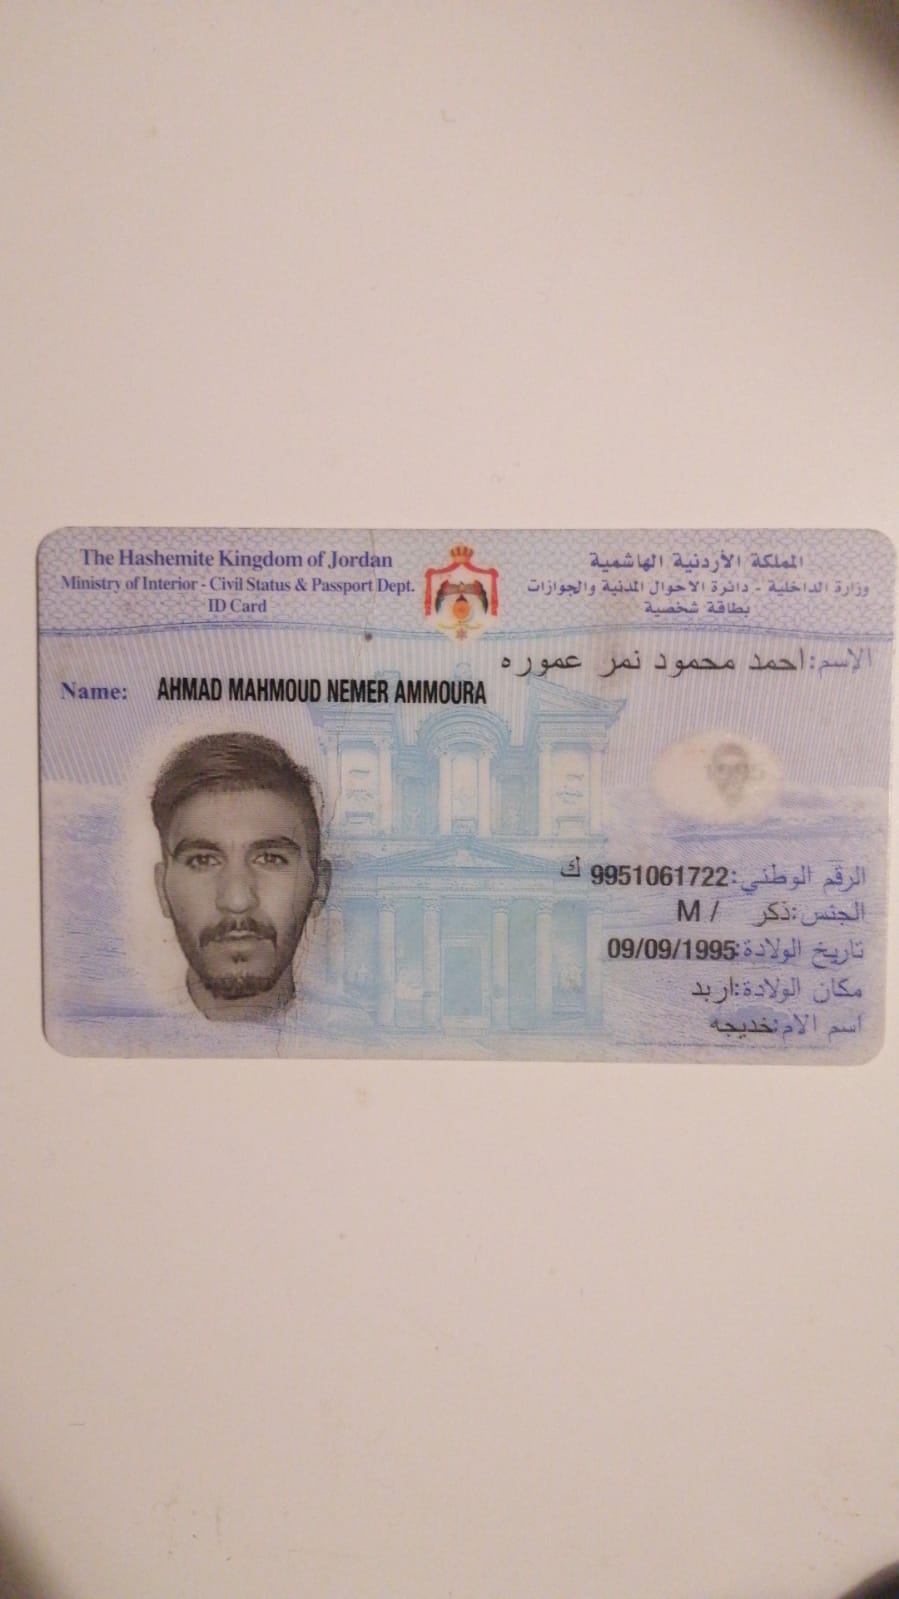 The Hashemite Kingdom of Jordan
Ministry of Interior - Civil Status & Passport Dept.
ID Card
المملكة الأردنية الهاشمية
وزارة الداخلية - دائرة الاحوال المدنية والجوازات
بطاقة شخصية
الإسم: احمد محمود نمر عموره
Name: AHMAD MAHMOUD NEMER AMMOURA
1995
الرقم الوطني: 9951061722 ك
الجنس: ذكر / M
تاريخ الولادة: 09/09/1995
مكان الولادة: اربد
اسم الام: خديجه